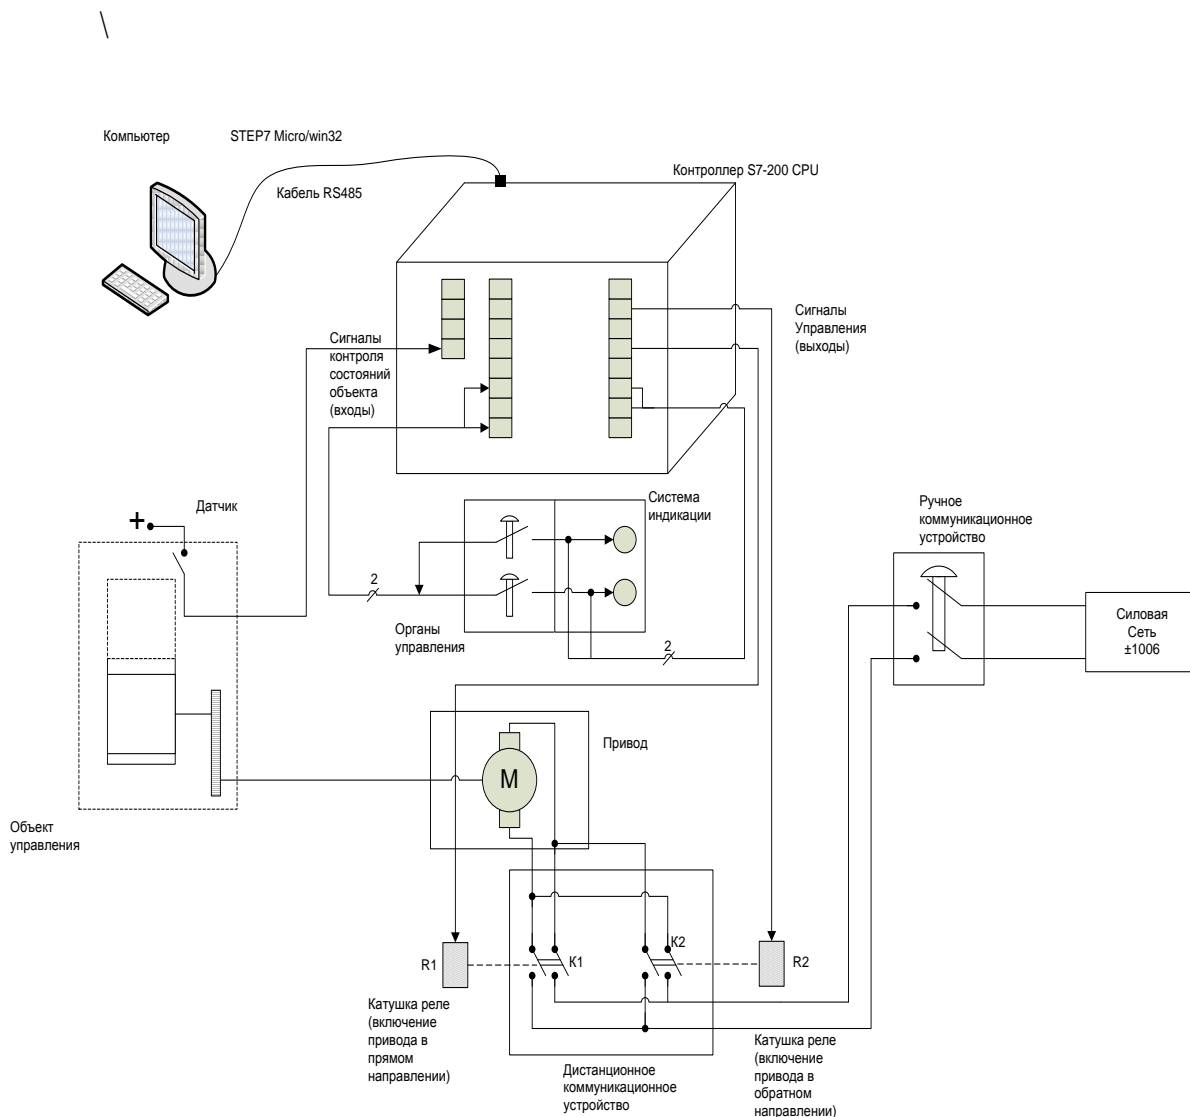 \
Компьютер
STEP7 Micro/win32
Контроллер S7-200 CPU
Кабель RS485
Сигналы
контроля
состояний
объекта
(входы)
Сигналы
Управления
(выходы)
Датчик
+
Система
индикации
Ручное
коммуникационное
устройство
2
Органы
управления
2
Силовая
Сеть
±1006
Привод
М
Объект
управления
R1
К1
К2
R2
Катушка реле
(включение
привода в
прямом
направлении)
Дистанционное
коммуникационное
устройство
Катушка реле
(включение
привода в
обратном
направлении)